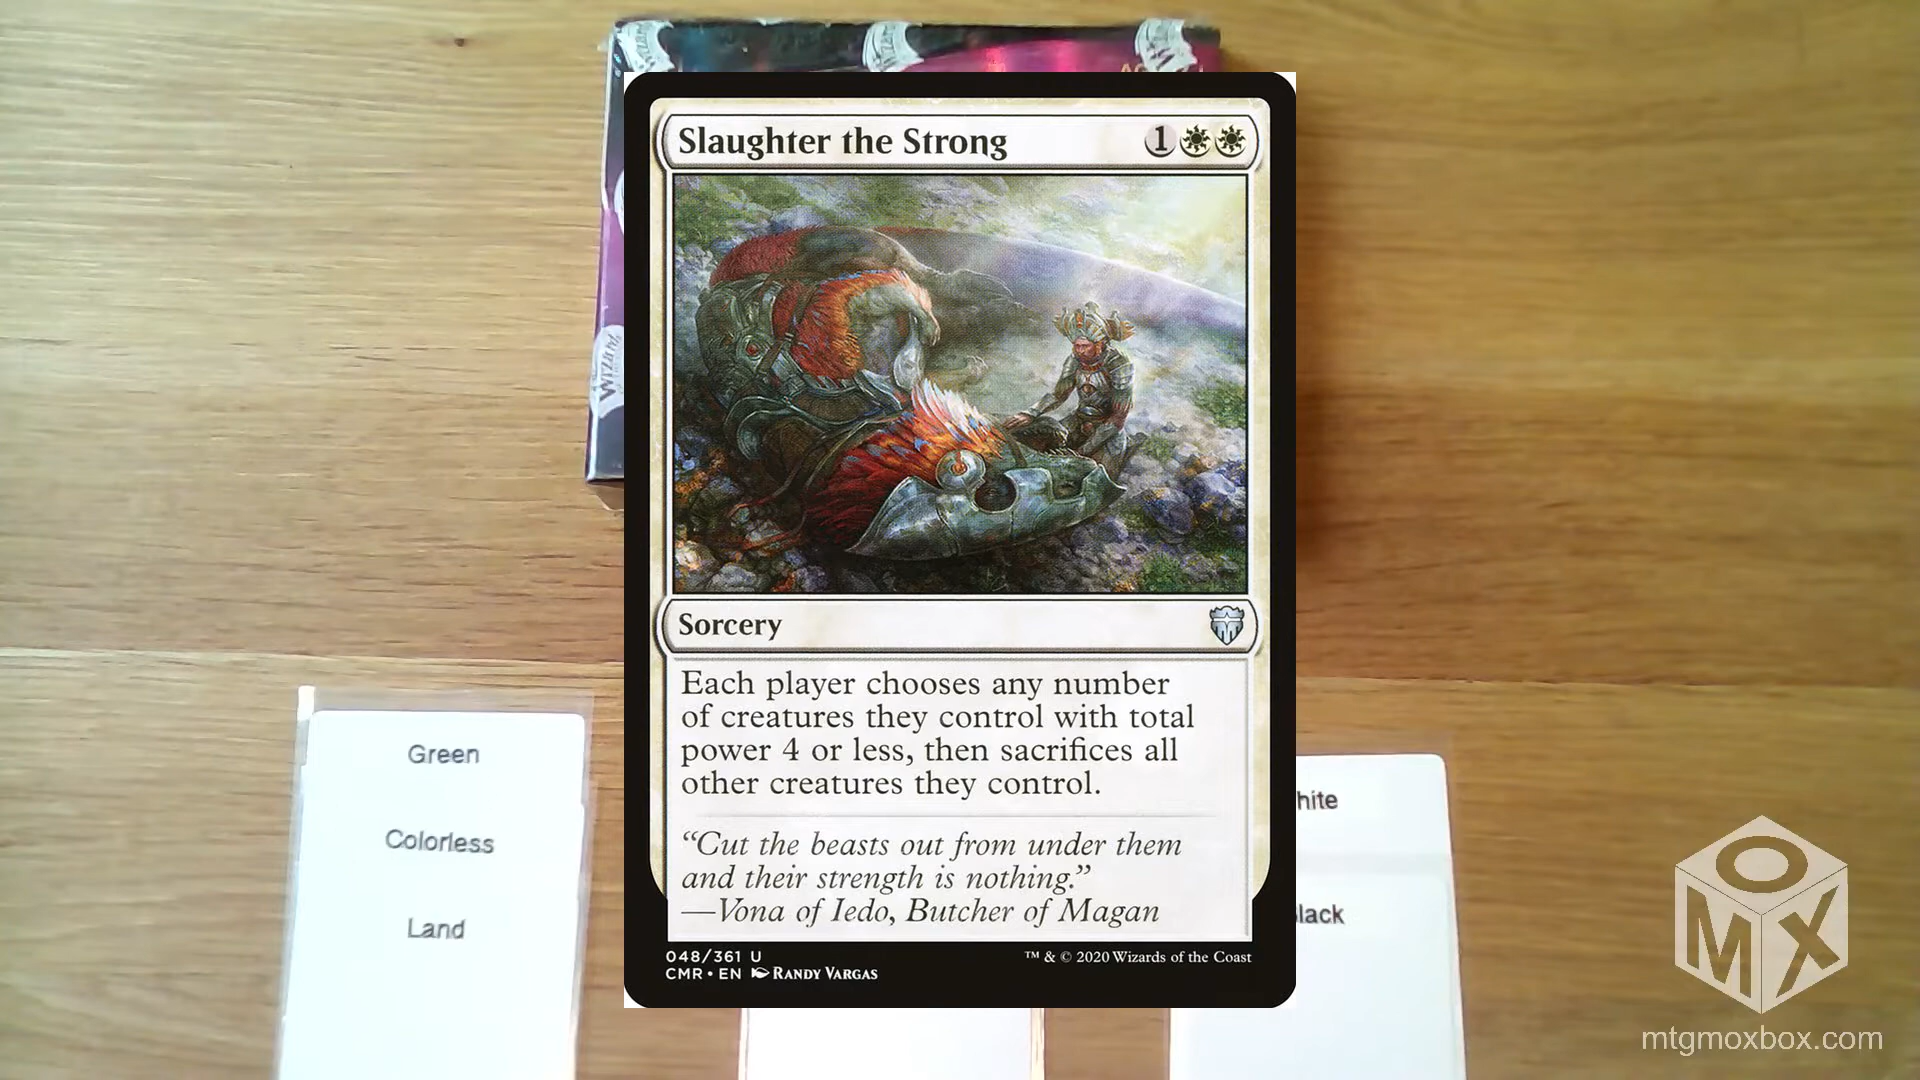 Slaughter the Strong 1
Sorcery
Each player chooses any number
of creatures they control with total
power 4 or less, then sacrifices all
other creatures they control.
“Cut the beasts out from under them
and their strength is nothing.”
—Vona of Iedo, Butcher of Magan
048/361 U
™ & © 2020 Wizards of the Coast
CMR • EN RANDY VARGAS
Green
Colorless
Land
hite
lack
MOX
mtgmoxbox.com